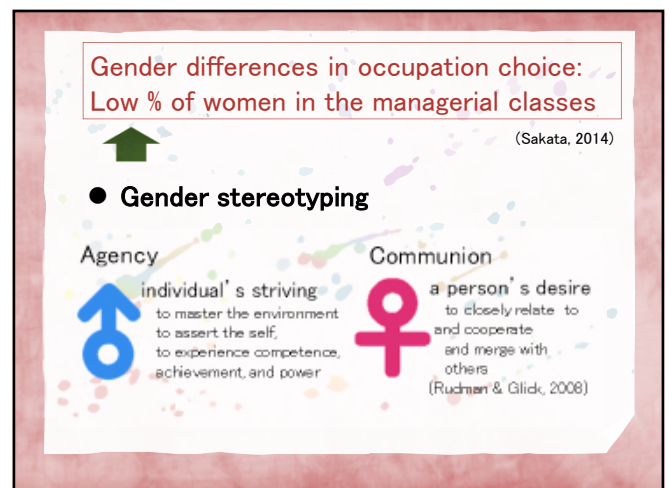 Gender differences in occupation choice:
Low % of women in the managerial classes
(Sakata, 2014)
● Gender stereotyping
Agency
individual's striving
to master the environment
to assert the self,
to experience competence,
achievement, and power
Communion
a person's desire
to closely relate to
and cooperate
and merge with
others
(Rudman & Glick, 2008)